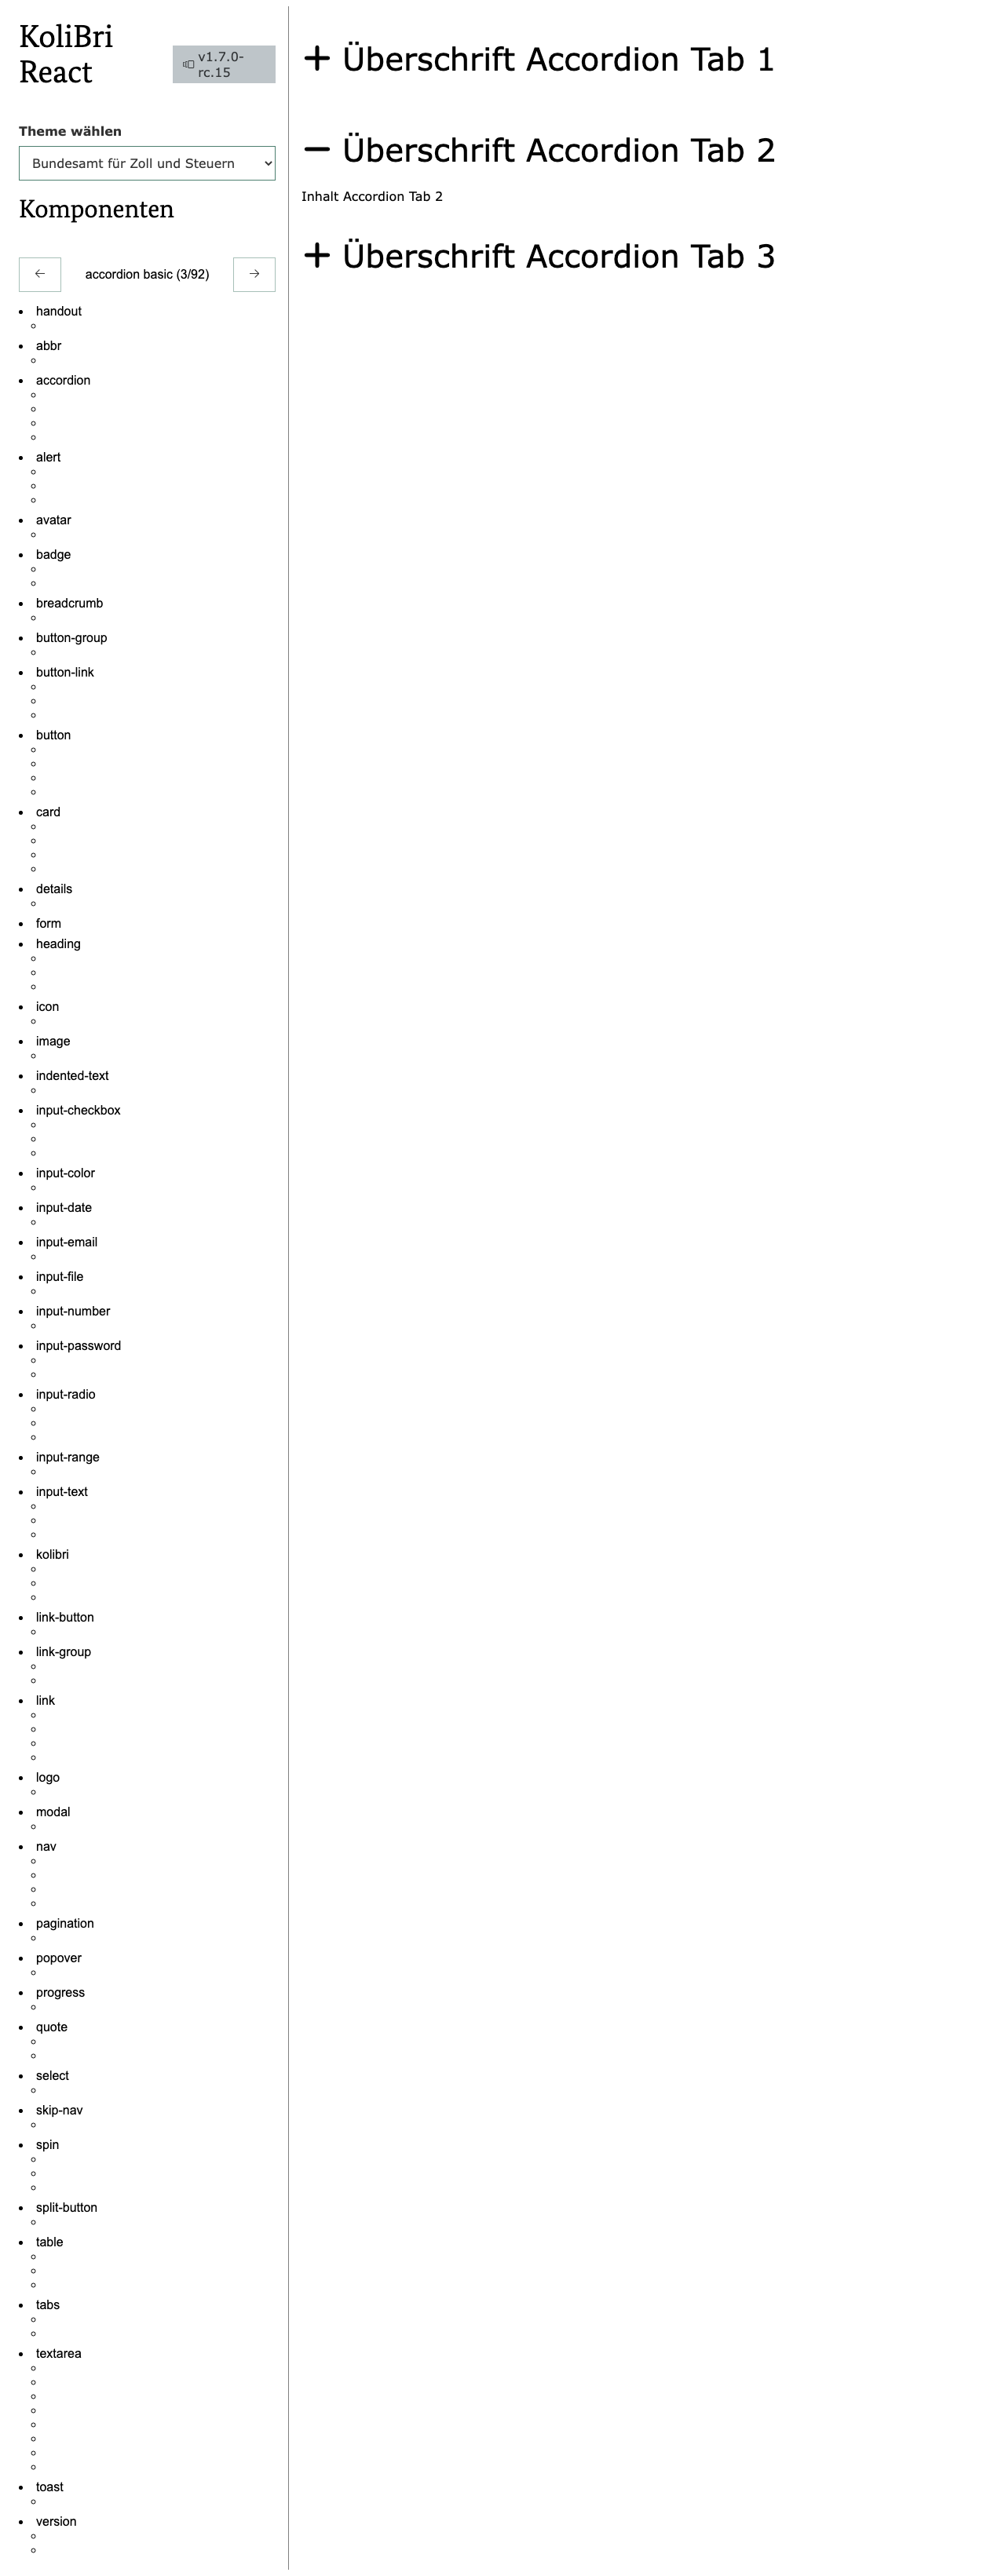 KoliBri
React
v1.7.0-
rc.15
Theme wählen
Bundesamt für Zoll und Steuern
Komponenten
← accordion basic (3/92) →
handout
abbr
accordion
alert
avatar
badge
breadcrumb
button-group
button-link
button
card
details
form
heading
icon
image
indented-text
input-checkbox
input-color
input-date
input-email
input-file
input-number
input-password
input-radio
input-range
input-text
kolibri
link-button
link-group
link
logo
modal
nav
pagination
popover
progress
quote
select
skip-nav
spin
split-button
table
tabs
textarea
toast
version
Überschrift Accordion Tab 1
Überschrift Accordion Tab 2
Inhalt Accordion Tab 2
Überschrift Accordion Tab 3